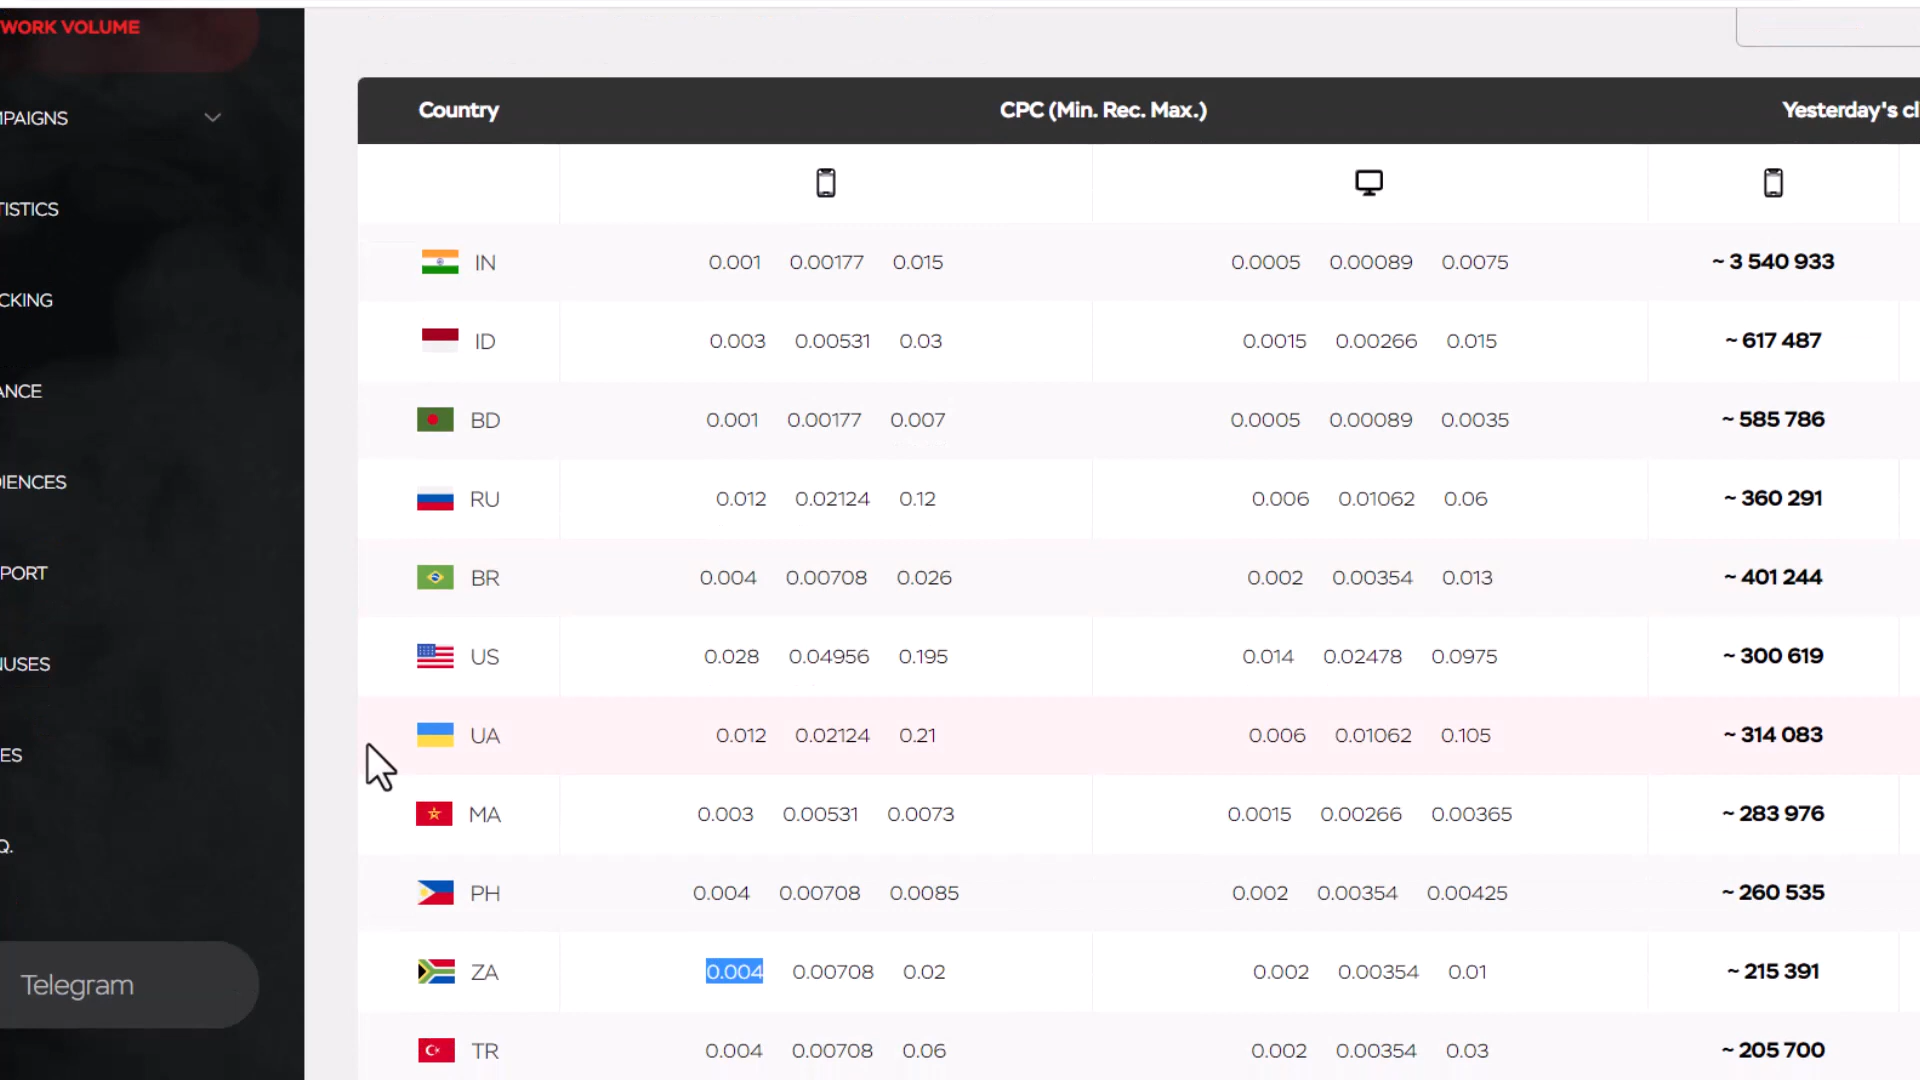 WORK VOLUME
MPAIGNS
TISTICS
CKING
ANCE
DIENCES
PPORT
NUSES
ES
Q.
Telegram
Country CPC (Min. Rec. Max.) Yesterday's cl
IN 0.001 0.00177 0.015 0.0005 0.00089 0.0075 ~ 3 540 933
ID 0.003 0.00531 0.03 0.0015 0.00266 0.015 ~ 617 487
BD 0.001 0.00177 0.007 0.0005 0.00089 0.0035 ~ 585 786
RU 0.012 0.02124 0.12 0.006 0.01062 0.06 ~ 360 291
BR 0.004 0.00708 0.026 0.002 0.00354 0.013 ~ 401 244
US 0.028 0.04956 0.195 0.014 0.02478 0.0975 ~ 300 619
UA 0.012 0.02124 0.21 0.006 0.01062 0.105 ~ 314 083
MA 0.003 0.00531 0.0073 0.0015 0.00266 0.00365 ~ 283 976
PH 0.004 0.00708 0.0085 0.002 0.00354 0.00425 ~ 260 535
ZA 0.004 0.00708 0.02 0.002 0.00354 0.01 ~ 215 391
TR 0.004 0.00708 0.06 0.002 0.00354 0.03 ~ 205 700